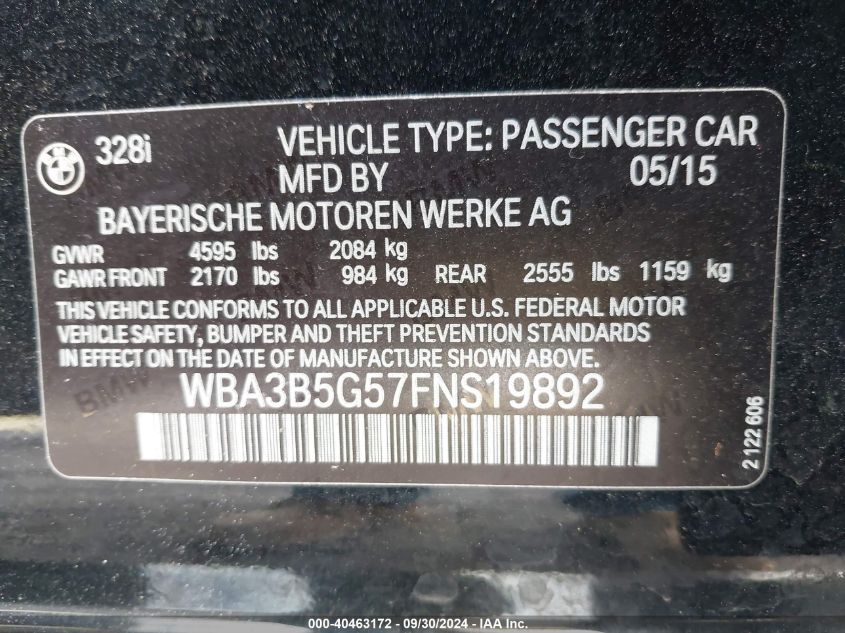 328i VEHICLE TYPE: PASSENGER CAR
MFD BY 05/15
BAYERISCHE MOTOREN WERKE AG
GVWR 4595 lbs 2084 kg
GAWR FRONT 2170 lbs 984 kg REAR 2555 lbs 1159 kg
THIS VEHICLE CONFORMS TO ALL APPLICABLE U.S. FEDERAL MOTOR
VEHICLE SAFETY, BUMPER AND THEFT PREVENTION STANDARDS
IN EFFECT ON THE DATE OF MANUFACTURE SHOWN ABOVE.
WBA3B5G57FNS19892
2 122 606
000-40463172 - 09/30/2024 - IAA Inc.